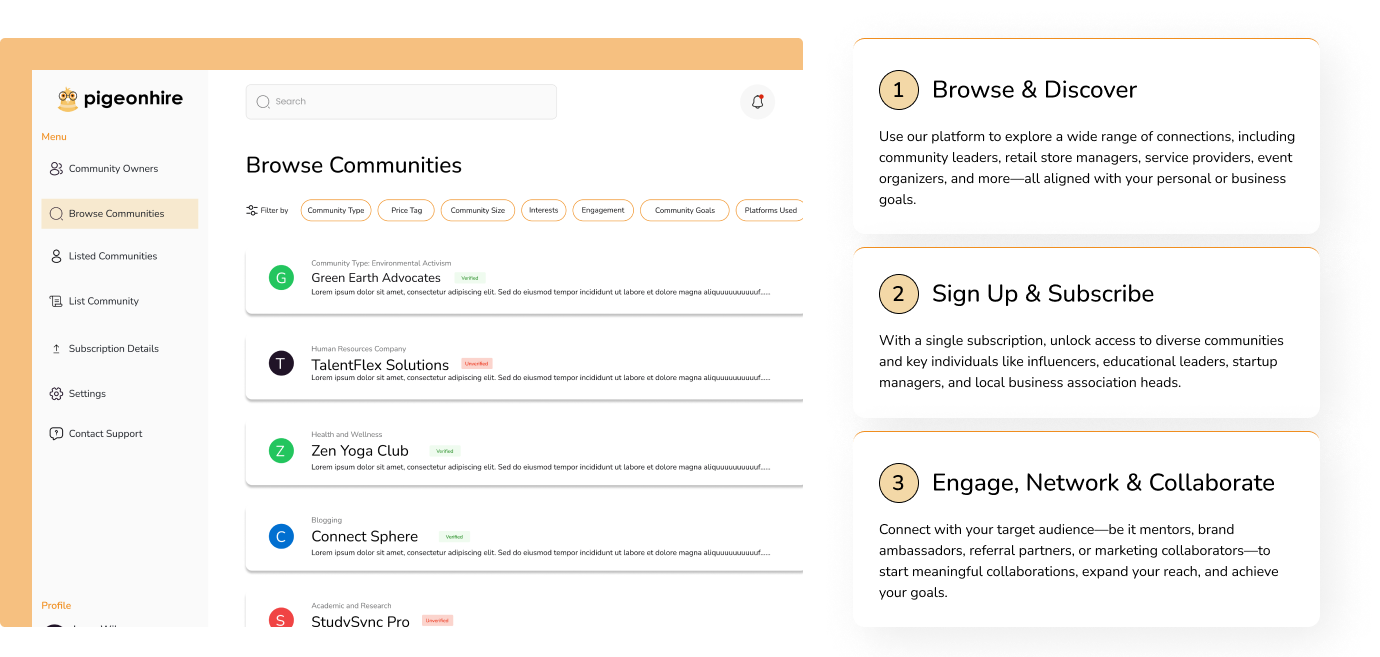 pigeonhire
Menu
Community Owners
Browse Communities
Listed Communities
List Community
Subscription Details
Settings
Contact Support
Profile
Search
Browse Communities
Filter by
Community Type
Price Tag
Community Size
Interests
Engagement
Community Goals
Platforms Used
G
Community Type: Environmental Activism
Green Earth Advocates
Verified
Lorem ipsum dolor sit amet, consectetur adipiscing elit. Sed do eiusmod tempor incididunt ut labore et dolore magna aliquuuuuuuuuuf.....
T
Human Resources Company
TalentFlex Solutions
Unverified
Lorem ipsum dolor sit amet, consectetur adipiscing elit. Sed do eiusmod tempor incididunt ut labore et dolore magna aliquuuuuuuuuuf.....
Z
Health and Wellness
Zen Yoga Club
Verified
Lorem ipsum dolor sit amet, consectetur adipiscing elit. Sed do eiusmod tempor incididunt ut labore et dolore magna aliquuuuuuuuuuf.....
C
Blogging
Connect Sphere
Verified
Lorem ipsum dolor sit amet, consectetur adipiscing elit. Sed do eiusmod tempor incididunt ut labore et dolore magna aliquuuuuuuuuuf.....
S
Academic and Research
StudySync Pro
Unverified
1
Browse & Discover
Use our platform to explore a wide range of connections, including
community leaders, retail store managers, service providers, event
organizers, and more—all aligned with your personal or business
goals.
2
Sign Up & Subscribe
With a single subscription, unlock access to diverse communities
and key individuals like influencers, educational leaders, startup
managers, and local business association heads.
3
Engage, Network & Collaborate
Connect with your target audience—be it mentors, brand
ambassadors, referral partners, or marketing collaborators—to
start meaningful collaborations, expand your reach, and achieve
your goals.